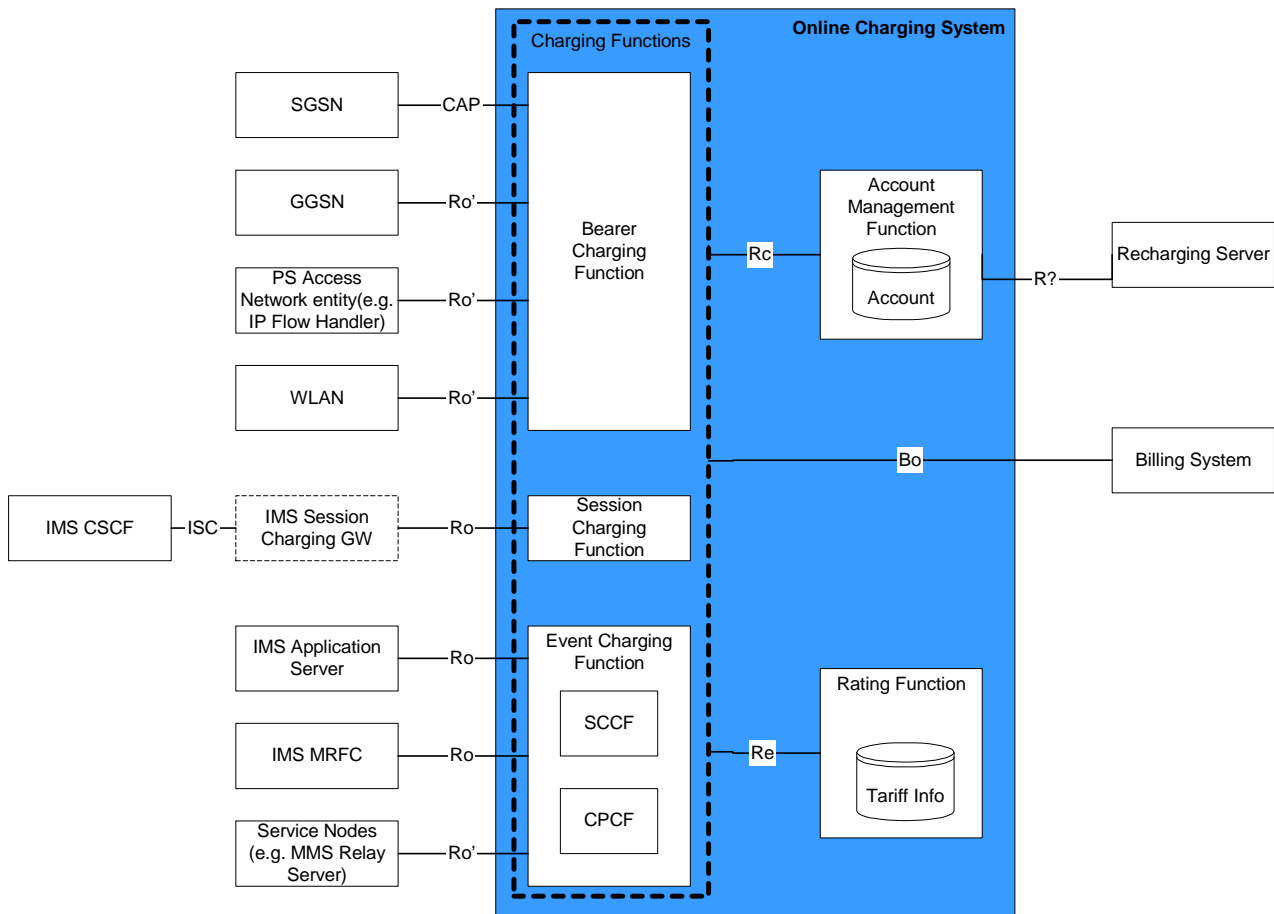 Online Charging System
Charging Functions
SGSN
CAP
GGSN
Ro’
PS Access
Network entity(e.g.
IP Flow Handler)
Ro’
WLAN
Ro’
Bearer
Charging
Function
Rc
Account
Management
Function
Account
R?
Recharging Server
Bo
Billing System
IMS CSCF
ISC
IMS Session
Charging GW
Ro
Session
Charging
Function
IMS Application
Server
Ro
IMS MRFC
Ro
Service Nodes
(e.g. MMS Relay
Server)
Ro’
Event Charging
Function
SCCF
CPCF
Re
Rating Function
Tariff Info